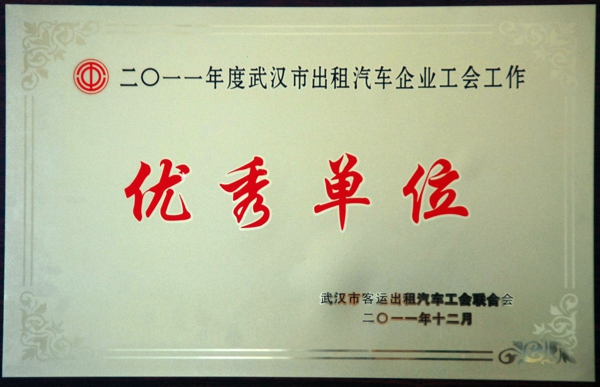 二〇一一年度武汉市出租汽车企业工会工作
优秀单位
武汉市客运出租汽车工会联合会
二〇一一年十二月